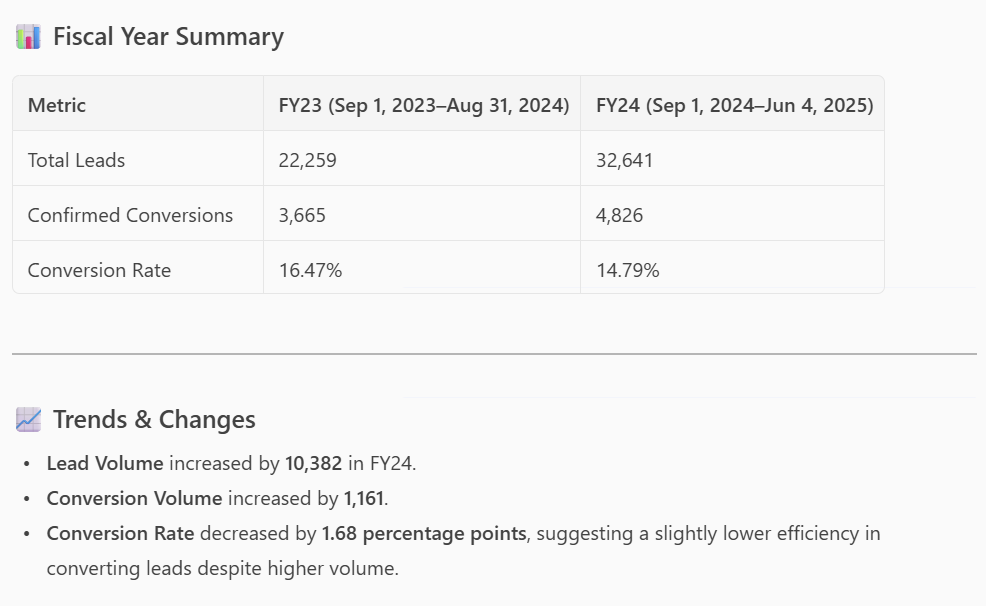 Fiscal Year Summary
Metric FY23 (Sep 1, 2023–Aug 31, 2024) FY24 (Sep 1, 2024–Jun 4, 2025)
Total Leads 22,259 32,641
Confirmed Conversions 3,665 4,826
Conversion Rate 16.47% 14.79%
Trends & Changes
• Lead Volume increased by 10,382 in FY24.
• Conversion Volume increased by 1,161.
• Conversion Rate decreased by 1.68 percentage points, suggesting a slightly lower efficiency in
converting leads despite higher volume.